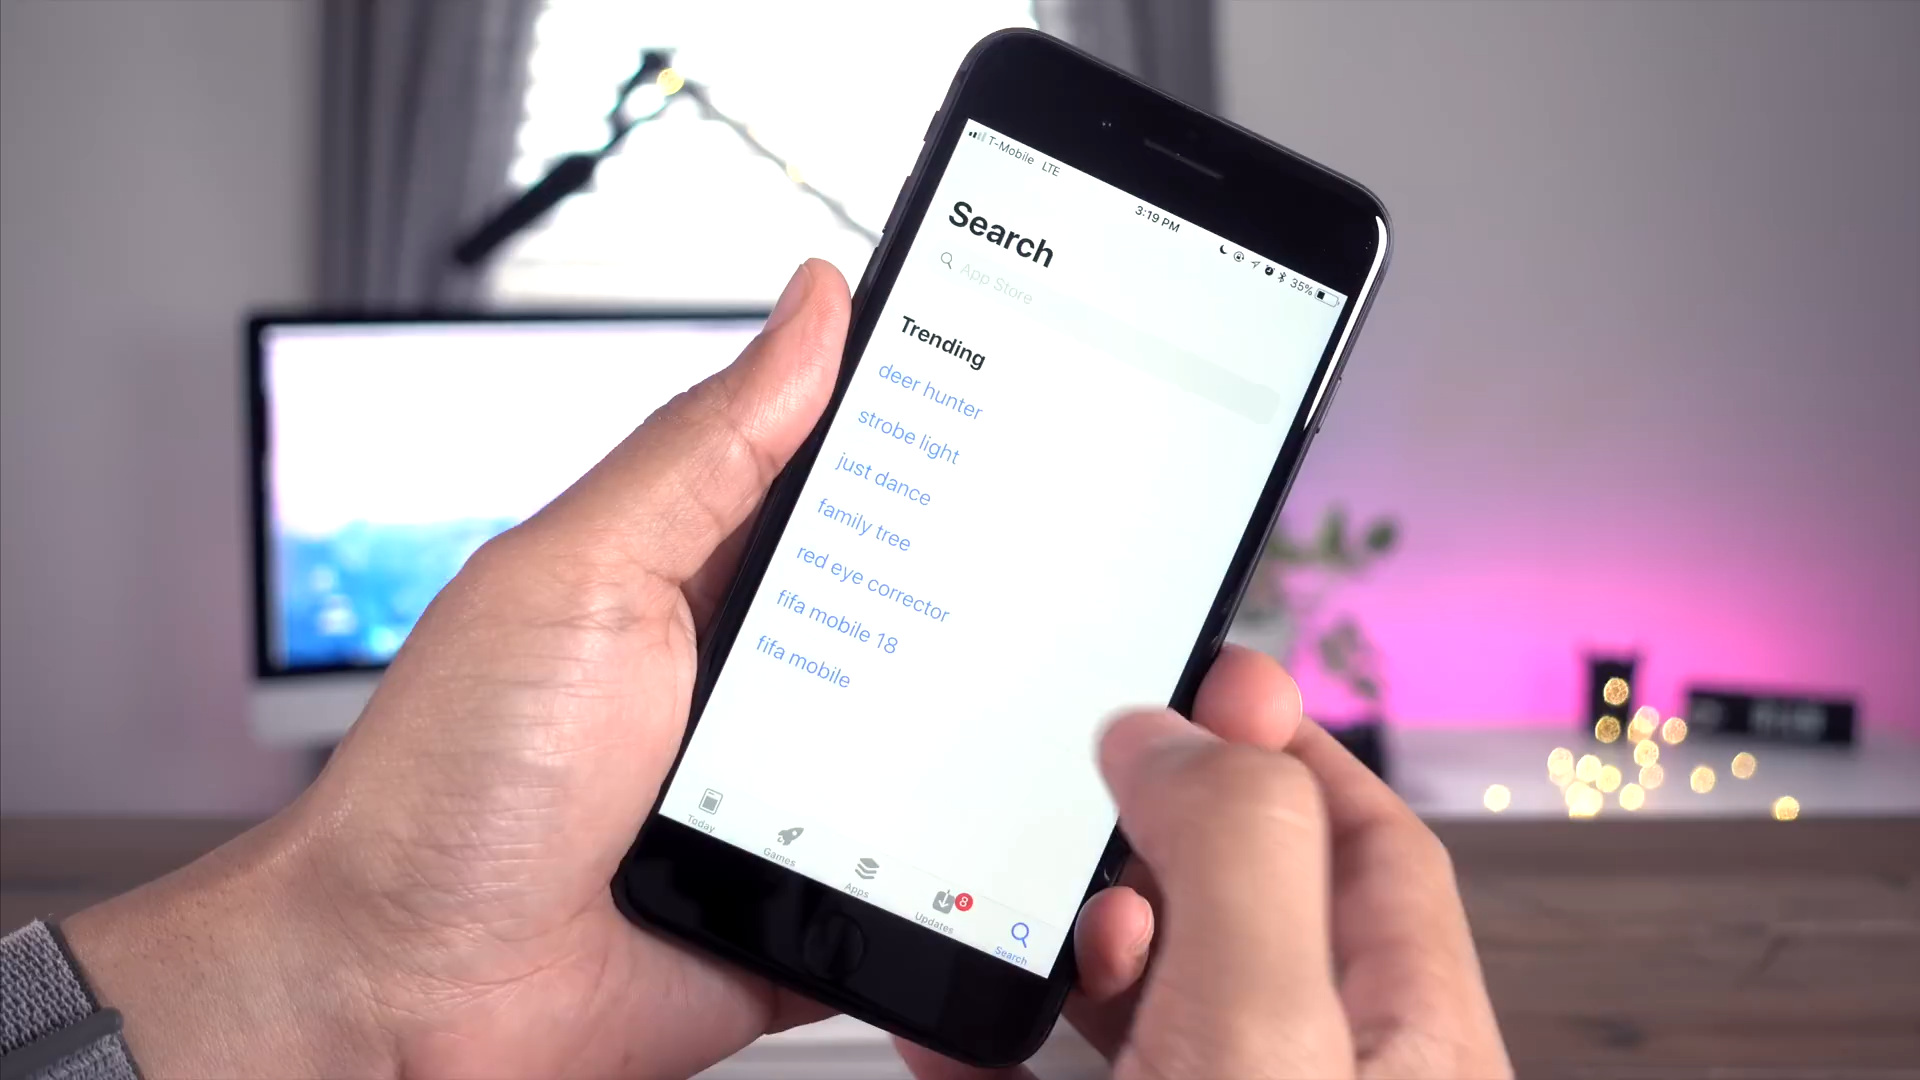 T-Mobile LTE
3:19 PM
35%
Search
App Store
Trending
deer hunter
strobe light
just dance
family tree
red eye corrector
fifa mobile 18
fifa mobile
Today
Games
Apps
Updates
8
Search